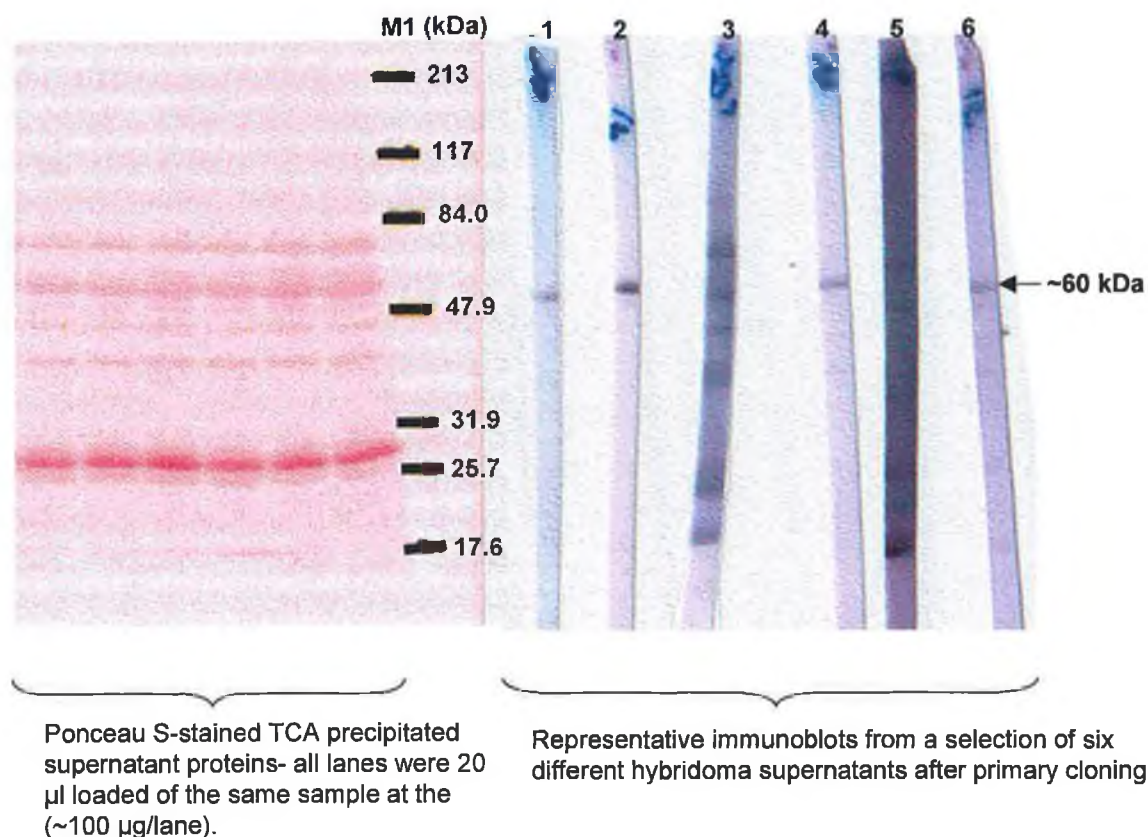 M1 (kDa)
1 2 3 4 5 6
213
117
84.0
~60 kDa
47.9
31.9
25.7
17.6
Ponceau S-stained TCA precipitated
supernatant proteins- all lanes were 20
µl loaded of the same sample at the
(~100 µg/lane).
Representative immunoblots from a selection of six
different hybridoma supernatants after primary cloning